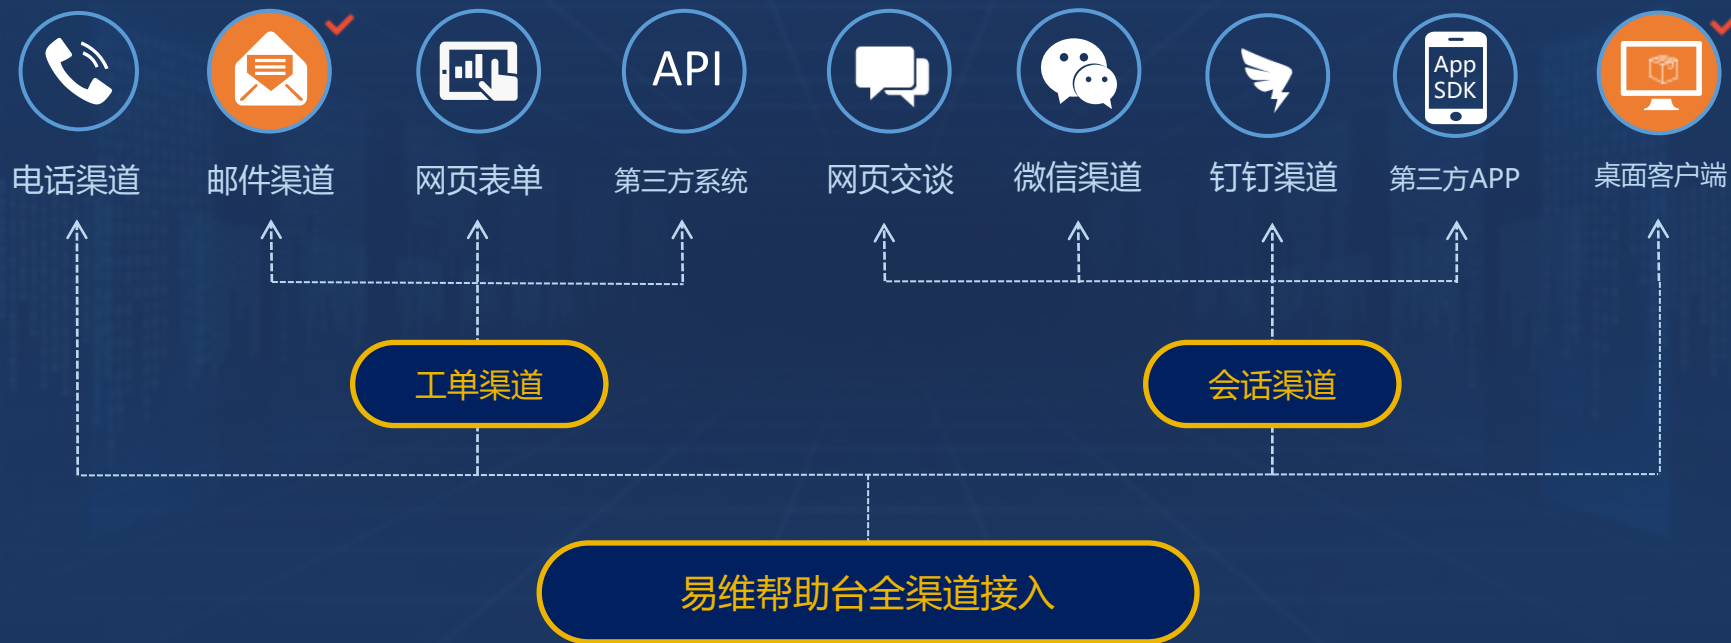 API
App
SDK
电话渠道
邮件渠道
网页表单
第三方系统
网页交谈
微信渠道
钉钉渠道
第三方APP
桌面客户端
工单渠道
会话渠道
易维帮助台全渠道接入